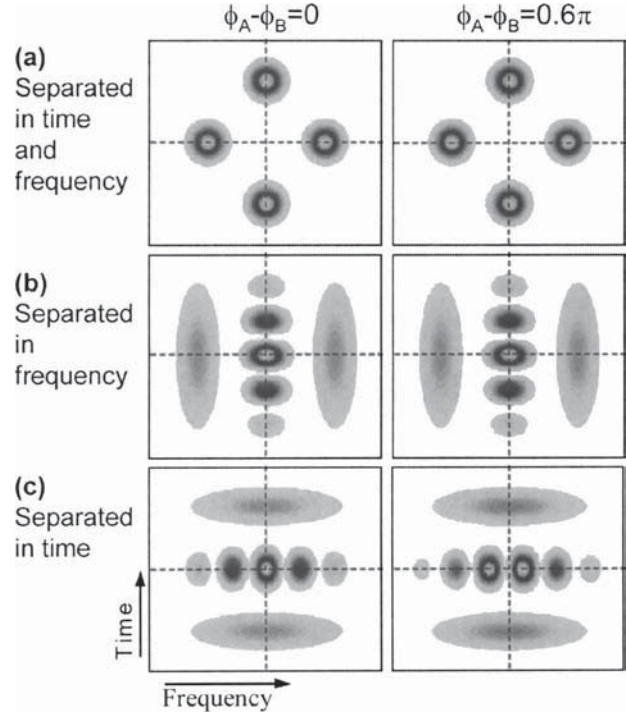 ϕA-ϕB=0
ϕA-ϕB=0.6π
(a)
Separated
in time
and
frequency
(b)
Separated
in
frequency
(c)
Separated
in time
Time
Frequency